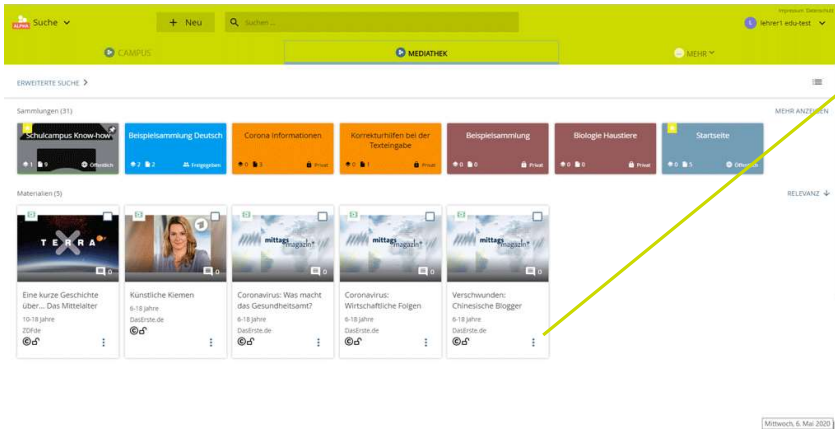 Impressum Datenschutz
ALPHA
Suche
+ Neu
Suchen ...
L
lehrer1 edu-test
CAMPUS
MEDIATHEK
MEHR
ERWEITERTE SUCHE
Sammlungen (31)
MEHR ANZEIGEN
Schulcampus Know-how
1 9 Öffentlich
Beispielsammlung Deutsch
2 2 Freigegeben
Corona Informationen
0 3 Privat
Korrekturhilfen bei der
Texteingabe
0 1 Privat
Beispielsammlung
0 0 Privat
Biologie Haustiere
0 0 Privat
Startseite
0 5 Öffentlich
Materialien (5)
RELEVANZ
TERRA X
0
Eine kurze Geschichte
über... Das Mittelalter
10-18 Jahre
ZDFde
0
Künstliche Kiemen
6-18 Jahre
DasErste.de
mittags
magazin
0
Coronavirus: Was macht
das Gesundheitsamt?
6-18 Jahre
DasErste.de
mittags
magazin
0
Coronavirus:
Wirtschaftliche Folgen
6-18 Jahre
DasErste.de
mittags
magazin
0
Verschwunden:
Chinesische Blogger
6-18 Jahre
DasErste.de
Mittwoch, 6. Mai 2020